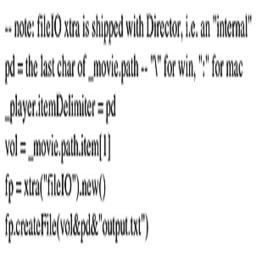 -- note: fileIO xtra is shipped with Director, i.e. an "internal"
pd = the last char of _movie.path -- "\" for win, ":" for mac
_player.itemDelimiter = pd
vol = _movie.path.item[1]
fp = xtra("fileIO").new()
fp.createFile(vol&pd&"output.txt")